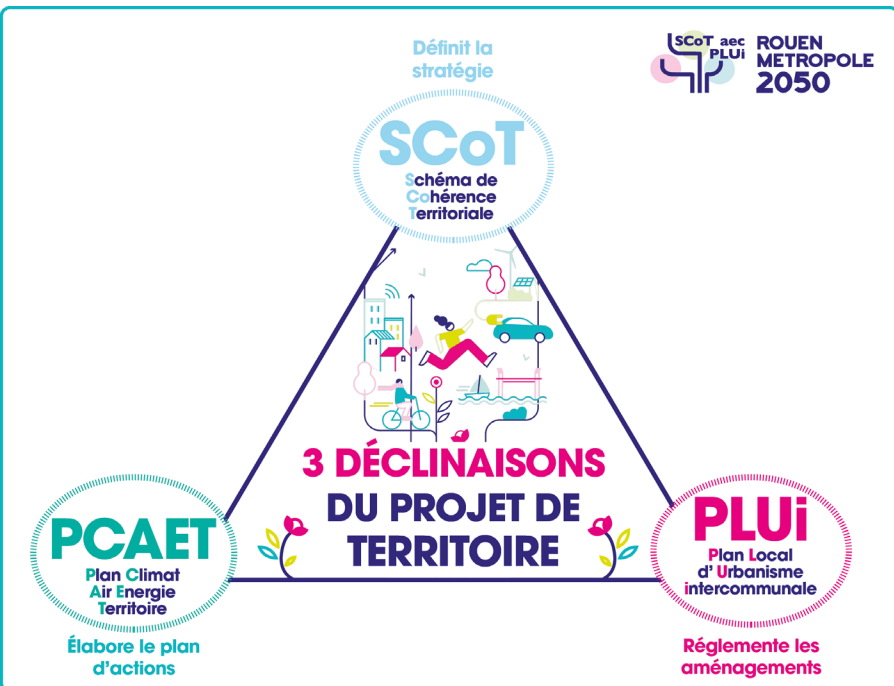 Définit la
stratégie
SCoT aec
PLUi
ROUEN
METROPOLE
2050
SCoT
Schéma de
Cohérence
Territoriale
3 DÉCLINAISONS
DU PROJET DE
TERRITOIRE
PCAET
Plan Climat
Air Energie
Territoire
Élabore le plan
d'actions
PLUi
Plan Local
d' Urbanisme
intercommunale
Réglemente les
aménagements